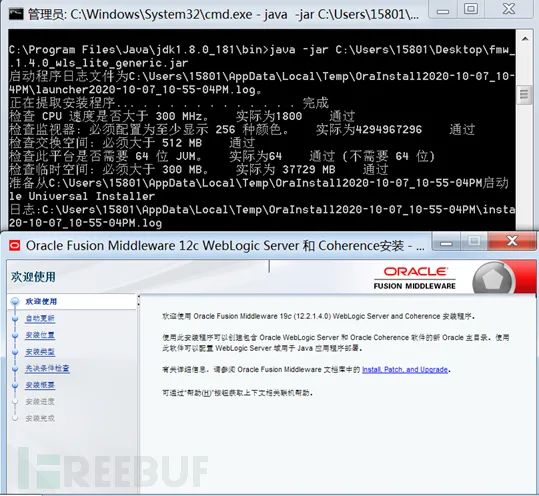 管理员: C:\Windows\System32\cmd.exe - java -jar C:\Users\15801\De...
C:\Program Files\Java\jdk1.8.0_181\bin>java -jar C:\Users\15801\Desktop\fmw_
.1.4.0_wls_lite_generic.jar
启动程序日志文件为C:\Users\15801\AppData\Local\Temp\OraInstall2020-10-07_10-
4PM\launcher2020-10-07_10-55-04PM.log。
正在提取安装程序. . . . . . . . . . . . . . . 完成
检查 CPU 速度是否大于 300 MHz。 实际为1800 通过
检查监视器: 必须配置为至少显示 256 种颜色。 实际为4294967296 通过
检查交换空间: 必须大于 512 MB 通过
检查此平台是否需要 64 位 JVM。 实际为64 通过 (不需要 64 位)
检查临时空间: 必须大于 300 MB。 实际为 37729 MB 通过
准备从C:\Users\15801\AppData\Local\Temp\OraInstall2020-10-07_10-55-04PM启动
le Universal Installer
日志:C:\Users\15801\AppData\Local\Temp\OraInstall2020-10-07_10-55-04PM\insta
20-10-07_10-55-04PM.log
Oracle Fusion Middleware 12c WebLogic Server 和 Coherence安装 - ...
欢迎使用
ORACLE
FUSION MIDDLEWARE
欢迎使用
自动更新
安装位置
安装类型
先决条件检查
安装概要
安装进度
安装完成
欢迎使用 Oracle Fusion Middleware 19c (12.2.1.4.0) WebLogic Server and Coherence 安装程序。
使用此安装程序可以创建包含 Oracle WebLogic Server 和 Oracle Coherence 软件的新 Oracle 主目录。使用
此软件可以配置 WebLogic Server 域用于 Java 应用程序部署。
有关详细信息，请参阅 Oracle Fusion Middleware 文档库中的 Install, Patch, and Upgrade。
可通过"帮助(H)"按钮获取上下文相关联机帮助。
FREEBUF